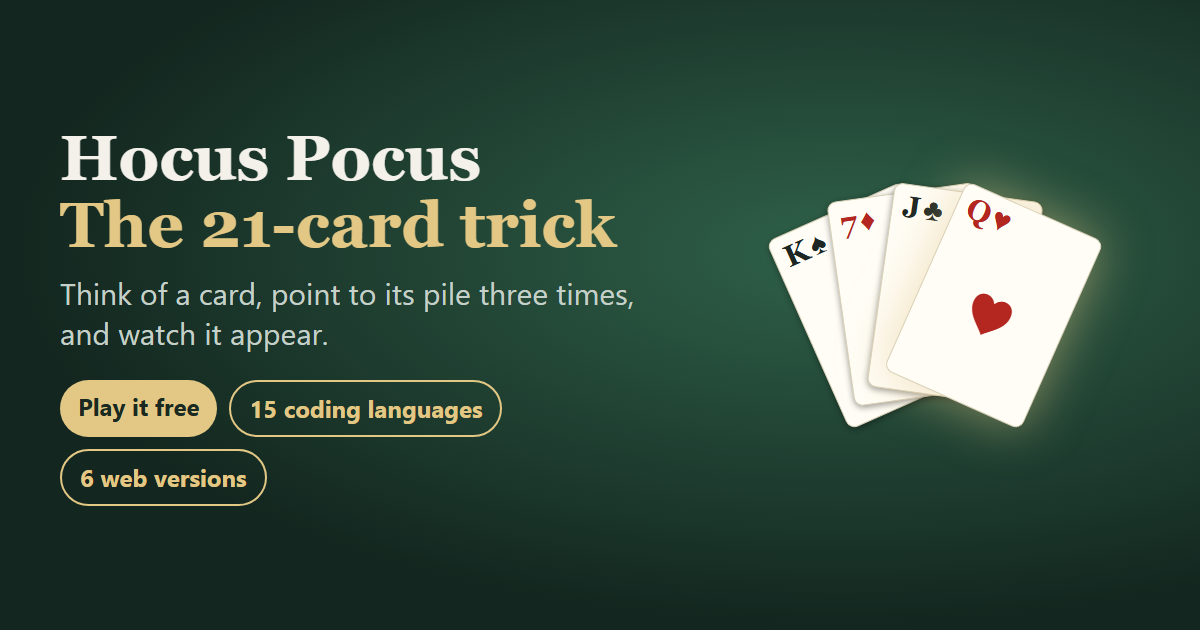 Hocus Pocus
The 21-card trick
Think of a card, point to its pile three times,
and watch it appear.
Play it free
15 coding languages
6 web versions
K♠
7♦
J♣
Q♥